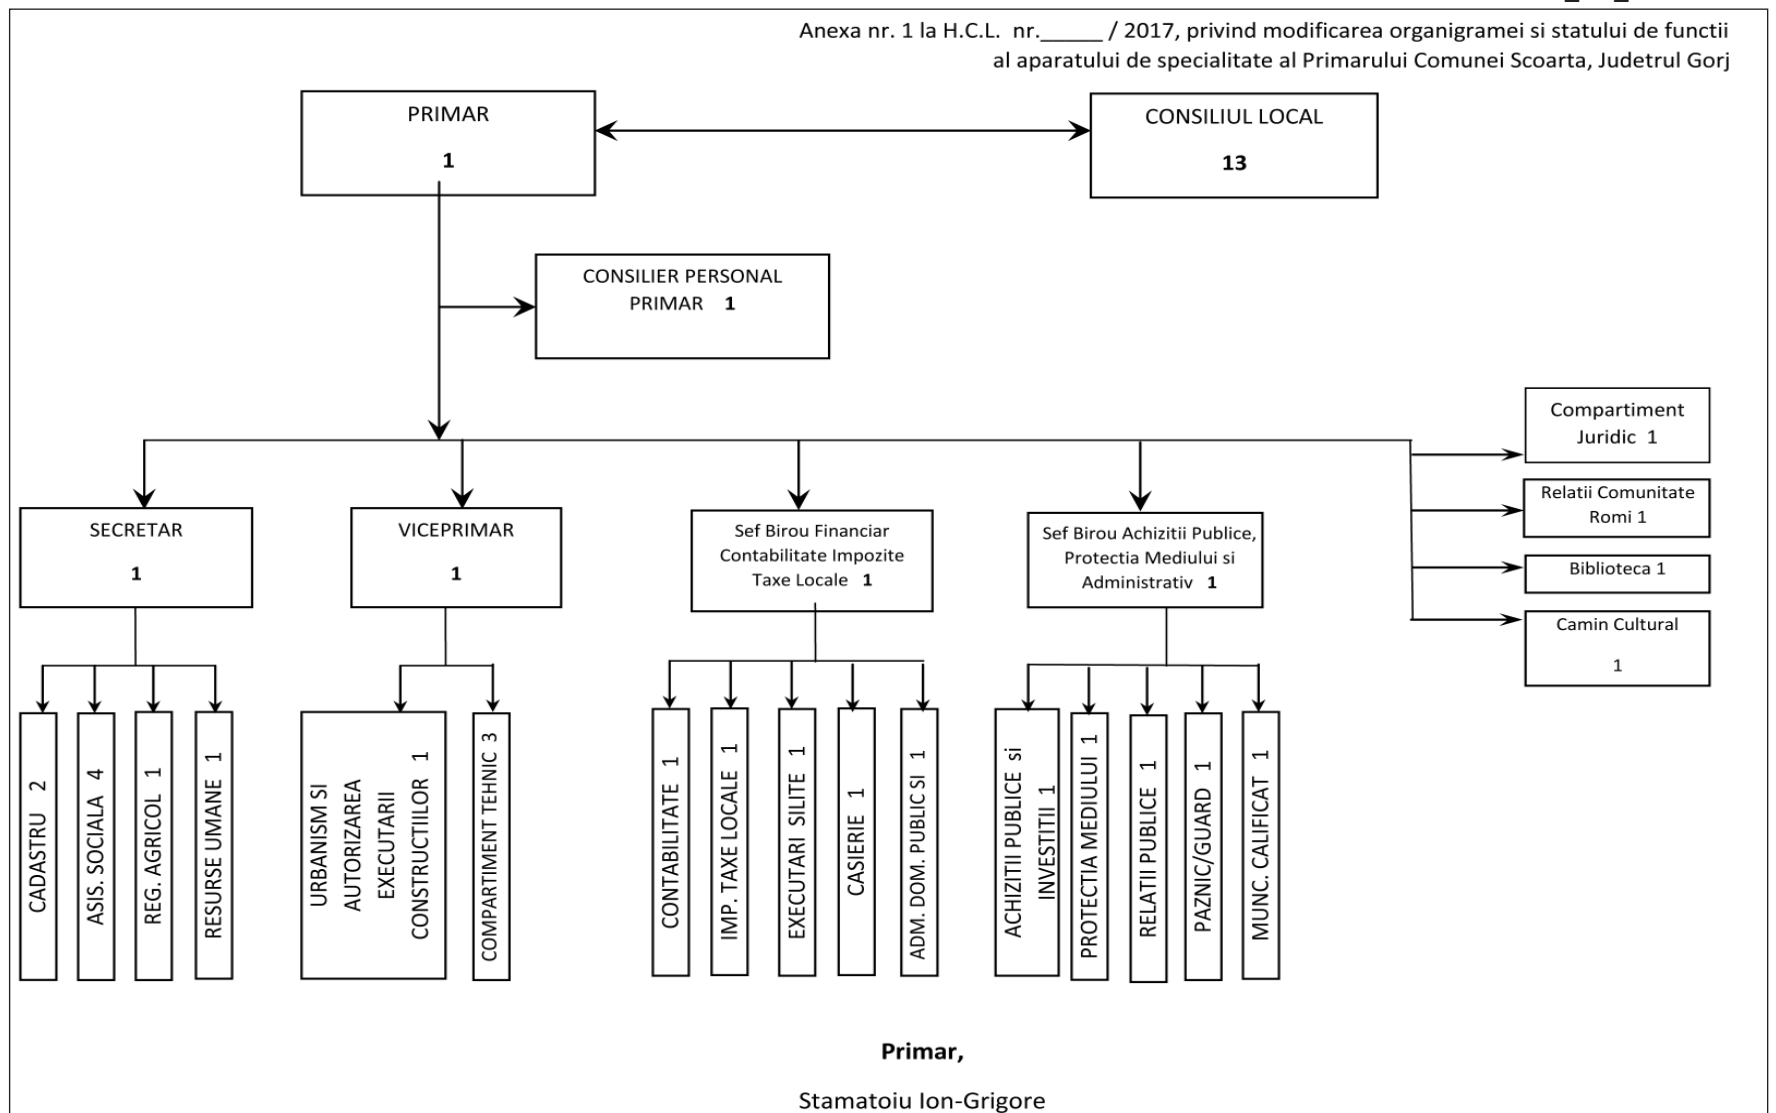 Anexa nr. 1 la H.C.L. nr._____ / 2017, privind modificarea organigramei si statului de functii
al aparatului de specialitate al Primarului Comunei Scoarta, Judetrul Gorj
PRIMAR
1
CONSILIUL LOCAL
13
CONSILIER PERSONAL
PRIMAR 1
Compartiment
Juridic 1
Relatii Comunitate
Romi 1
Biblioteca 1
Camin Cultural
1
SECRETAR
1
VICEPRIMAR
1
Sef Birou Financiar
Contabilitate Impozite
Taxe Locale 1
Sef Birou Achizitii Publice,
Protectia Mediului si
Administrativ 1
CADASTRU 2
ASIS. SOCIALA 4
REG. AGRICOL 1
RESURSE UMANE 1
URBANISM SI
AUTORIZAREA
EXECUTARII
CONSTRUCTIILOR 1
COMPARTIMENT TEHNIC 3
CONTABILITATE 1
IMP. TAXE LOCALE 1
EXECUTARI SILITE 1
CASIERIE 1
ADM. DOM. PUBLIC SI 1
ACHIZITII PUBLICE si
INVESTITII 1
PROTECTIA MEDIULUI 1
RELATII PUBLICE 1
PAZNIC/GUARD 1
MUNC. CALIFICAT 1
Primar,
Stamatoiu Ion-Grigore